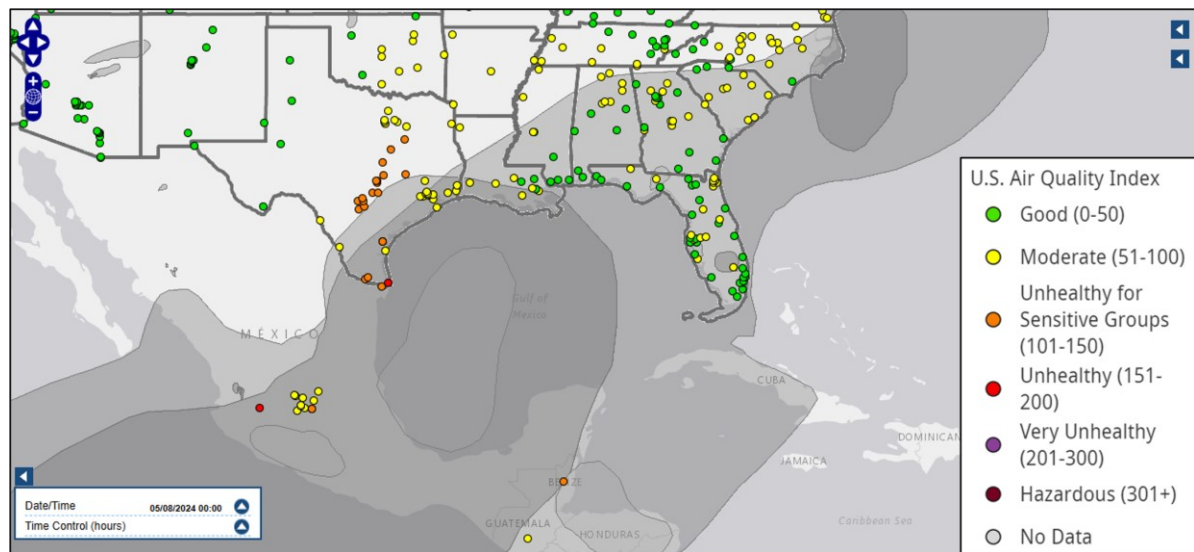 U.S. Air Quality Index
Good (0-50)
Moderate (51-100)
Unhealthy for
Sensitive Groups
(101-150)
Unhealthy (151-
200)
Very Unhealthy
(201-300)
Hazardous (301+)
No Data
Gulf of
Mexico
MÉXICO
CUBA
DOMINICAN
JAMAICA
BELIZE
GUATEMALA
HONDURAS
Caribbean Sea
Date/Time 05/08/2024 00:00
Time Control (hours)